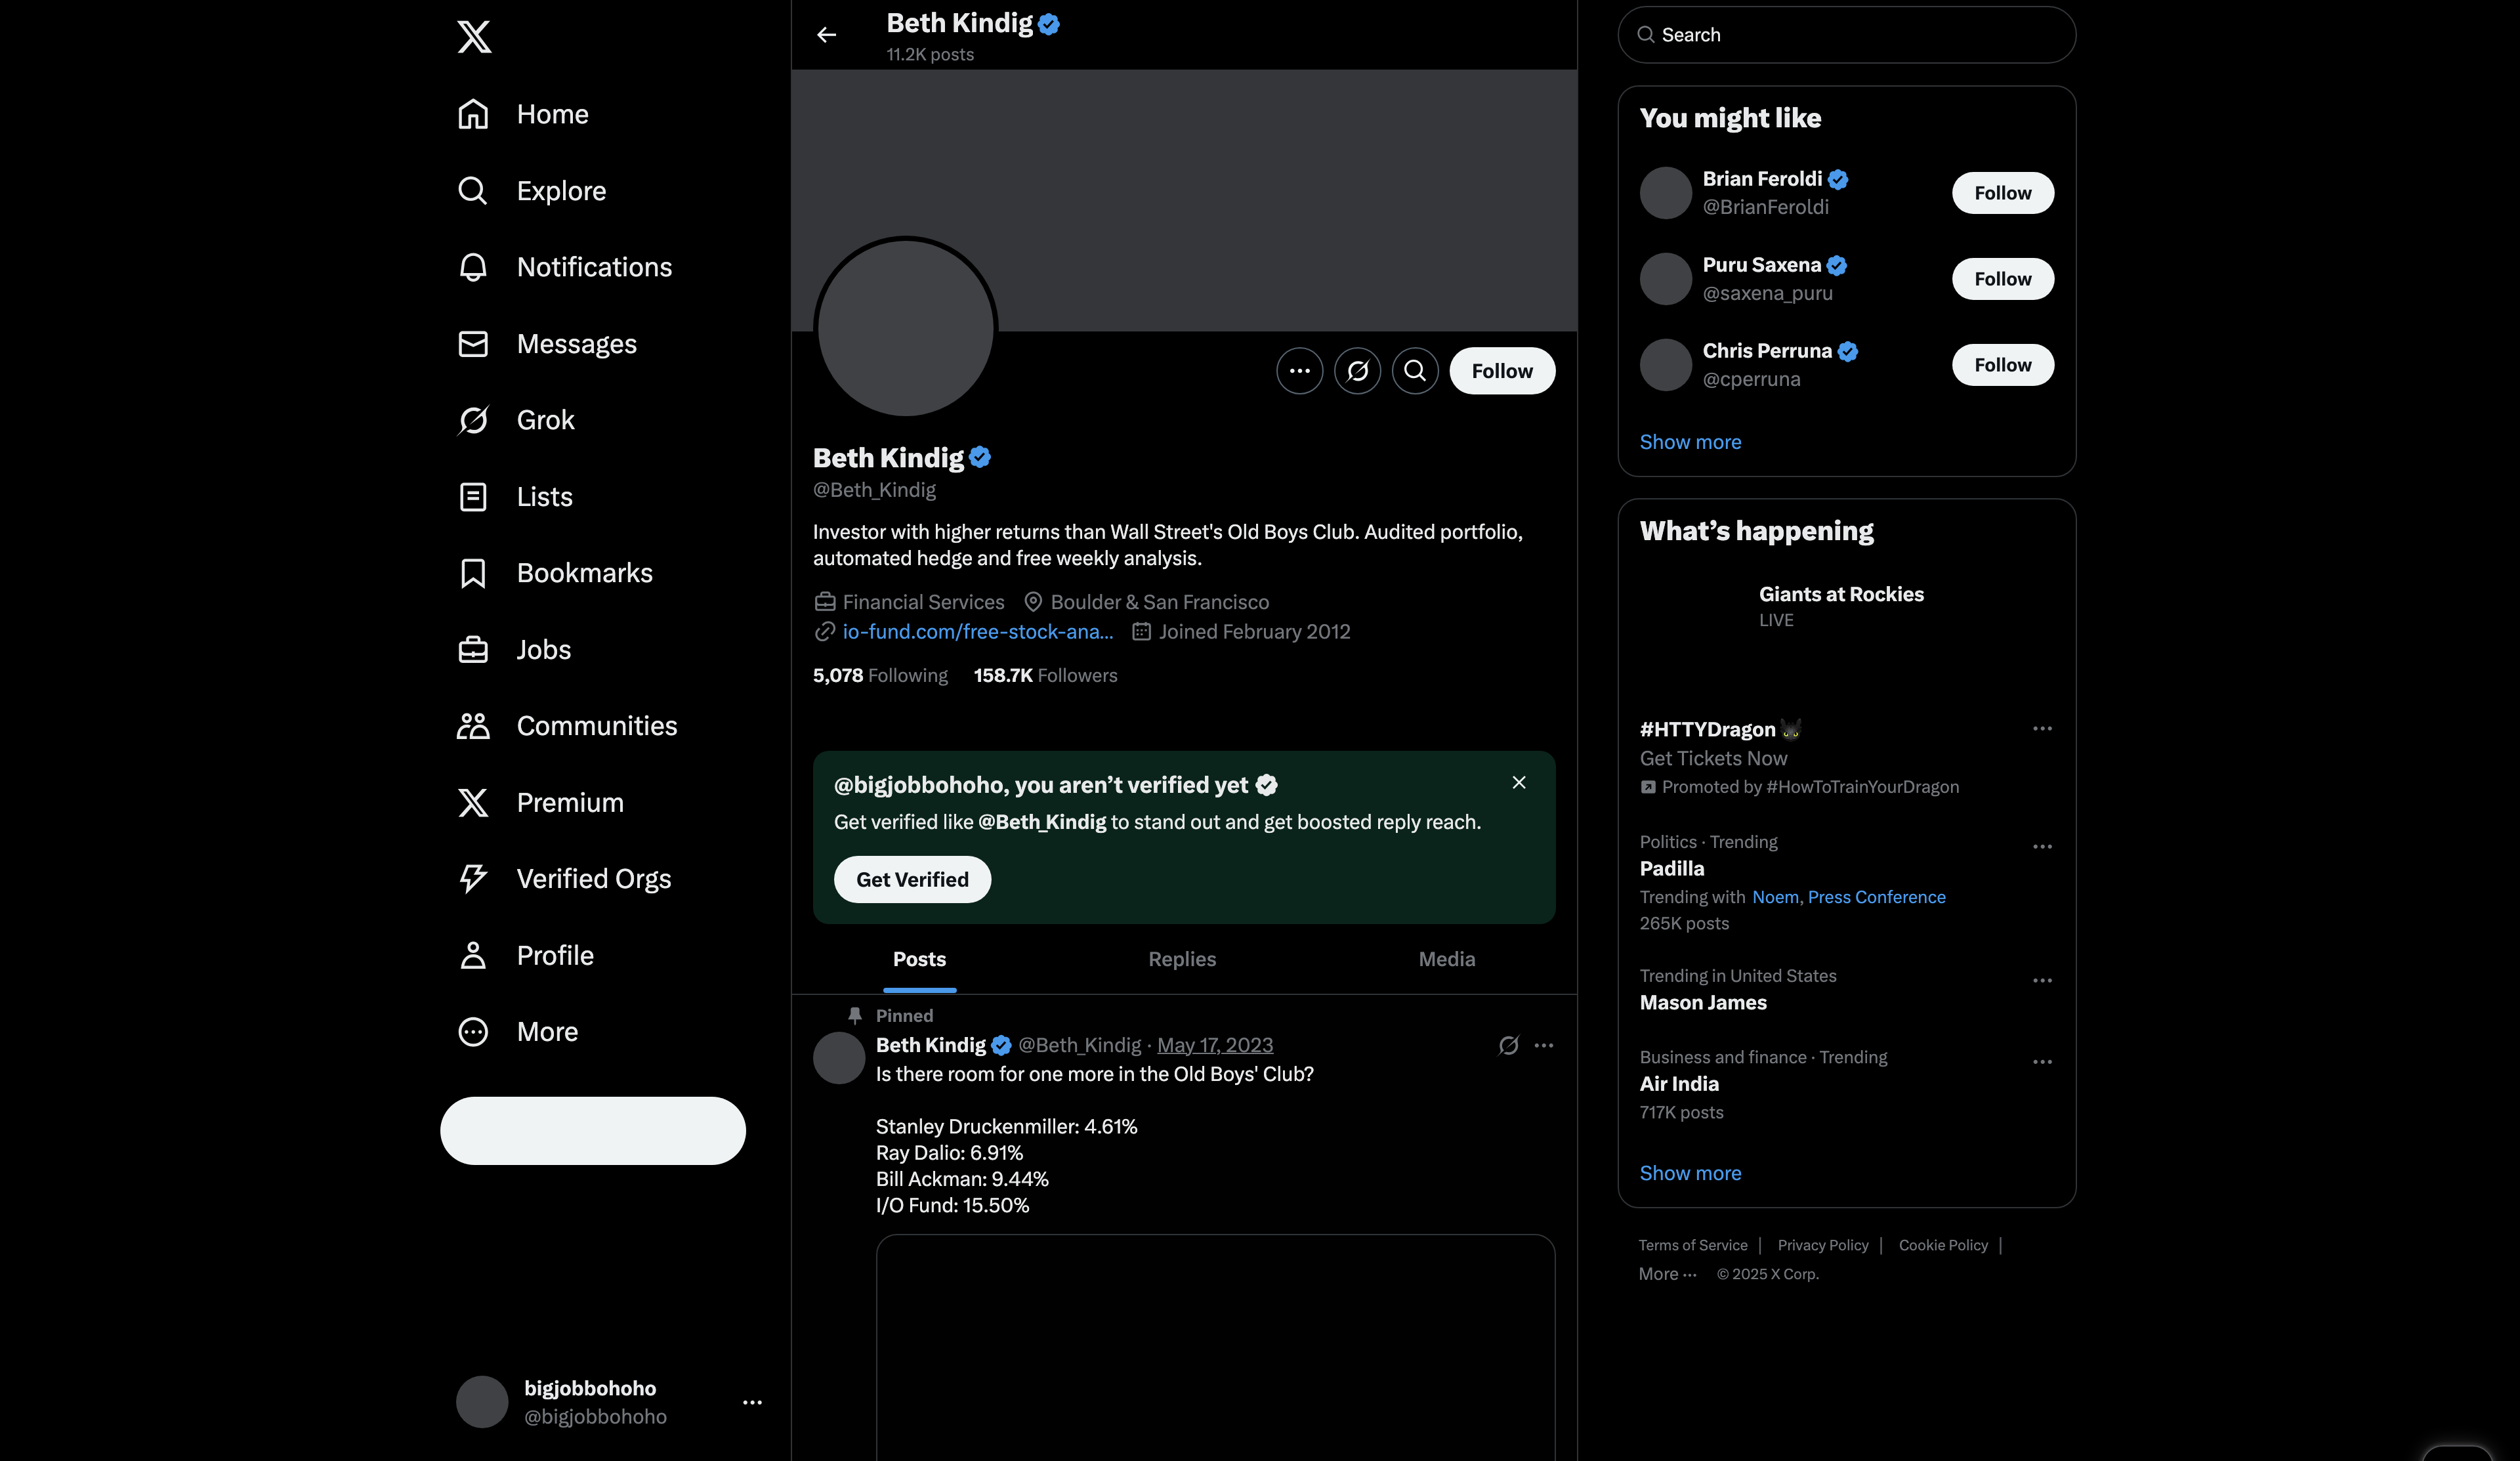 Home
Explore
Notifications
Messages
Grok
Lists
Bookmarks
Jobs
Communities
Premium
Verified Orgs
Profile
More
bigjobbohoho
@bigjobbohoho
Beth Kindig
11.2K posts
Follow
Beth Kindig
@Beth_Kindig
Investor with higher returns than Wall Street's Old Boys Club. Audited portfolio,
automated hedge and free weekly analysis.
Financial Services Boulder & San Francisco
io-fund.com/free-stock-ana… Joined February 2012
5,078 Following 158.7K Followers
@bigjobbohoho, you aren’t verified yet
Get verified like @Beth_Kindig to stand out and get boosted reply reach.
Get Verified
Posts Replies Media
Pinned
Beth Kindig @Beth_Kindig · May 17, 2023
Is there room for one more in the Old Boys' Club?
Stanley Druckenmiller: 4.61%
Ray Dalio: 6.91%
Bill Ackman: 9.44%
I/O Fund: 15.50%
Search
You might like
Brian Feroldi
@BrianFeroldi
Follow
Puru Saxena
@saxena_puru
Follow
Chris Perruna
@cperruna
Follow
Show more
What’s happening
Giants at Rockies
LIVE
#HTTYDragon
Get Tickets Now
Promoted by #HowToTrainYourDragon
Politics · Trending
Padilla
Trending with Noem, Press Conference
265K posts
Trending in United States
Mason James
Business and finance · Trending
Air India
717K posts
Show more
Terms of Service | Privacy Policy | Cookie Policy |
More ··· © 2025 X Corp.